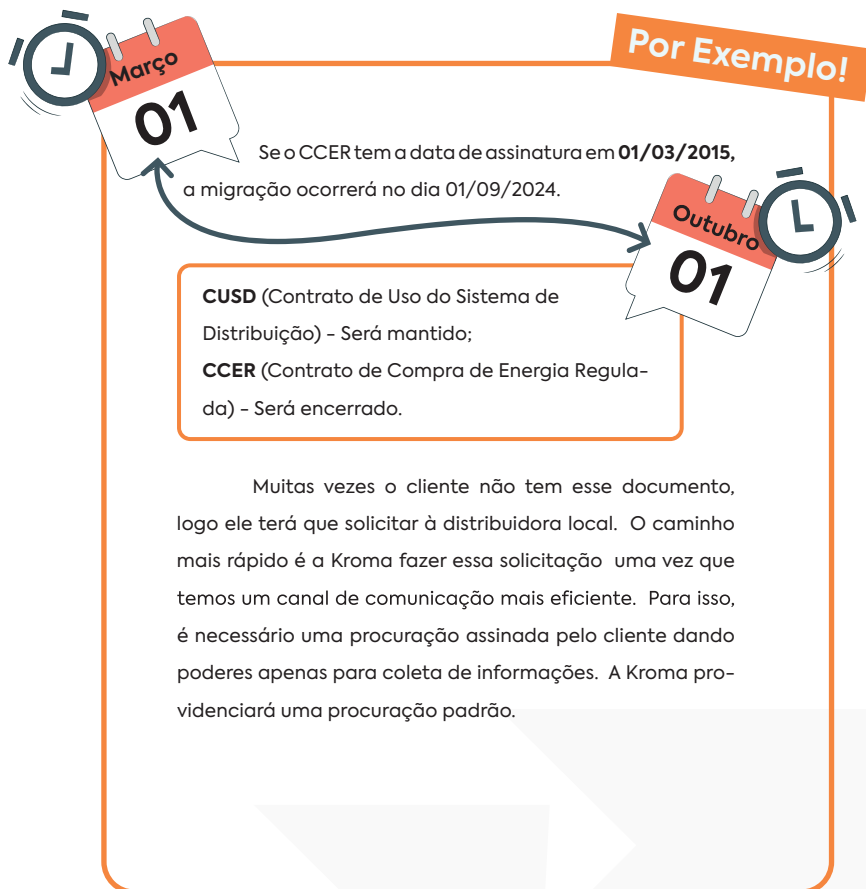 Por Exemplo!
Março
01
Se o CCER tem a data de assinatura em 01/03/2015,
a migração ocorrerá no dia 01/09/2024.
Outubro
01
CUSD (Contrato de Uso do Sistema de
Distribuição) - Será mantido;
CCER (Contrato de Compra de Energia Regula-
da) - Será encerrado.
Muitas vezes o cliente não tem esse documento,
logo ele terá que solicitar à distribuidora local. O caminho
mais rápido é a Kroma fazer essa solicitação uma vez que
temos um canal de comunicação mais eficiente. Para isso,
é necessário uma procuração assinada pelo cliente dando
poderes apenas para coleta de informações. A Kroma pro-
videnciará uma procuração padrão.